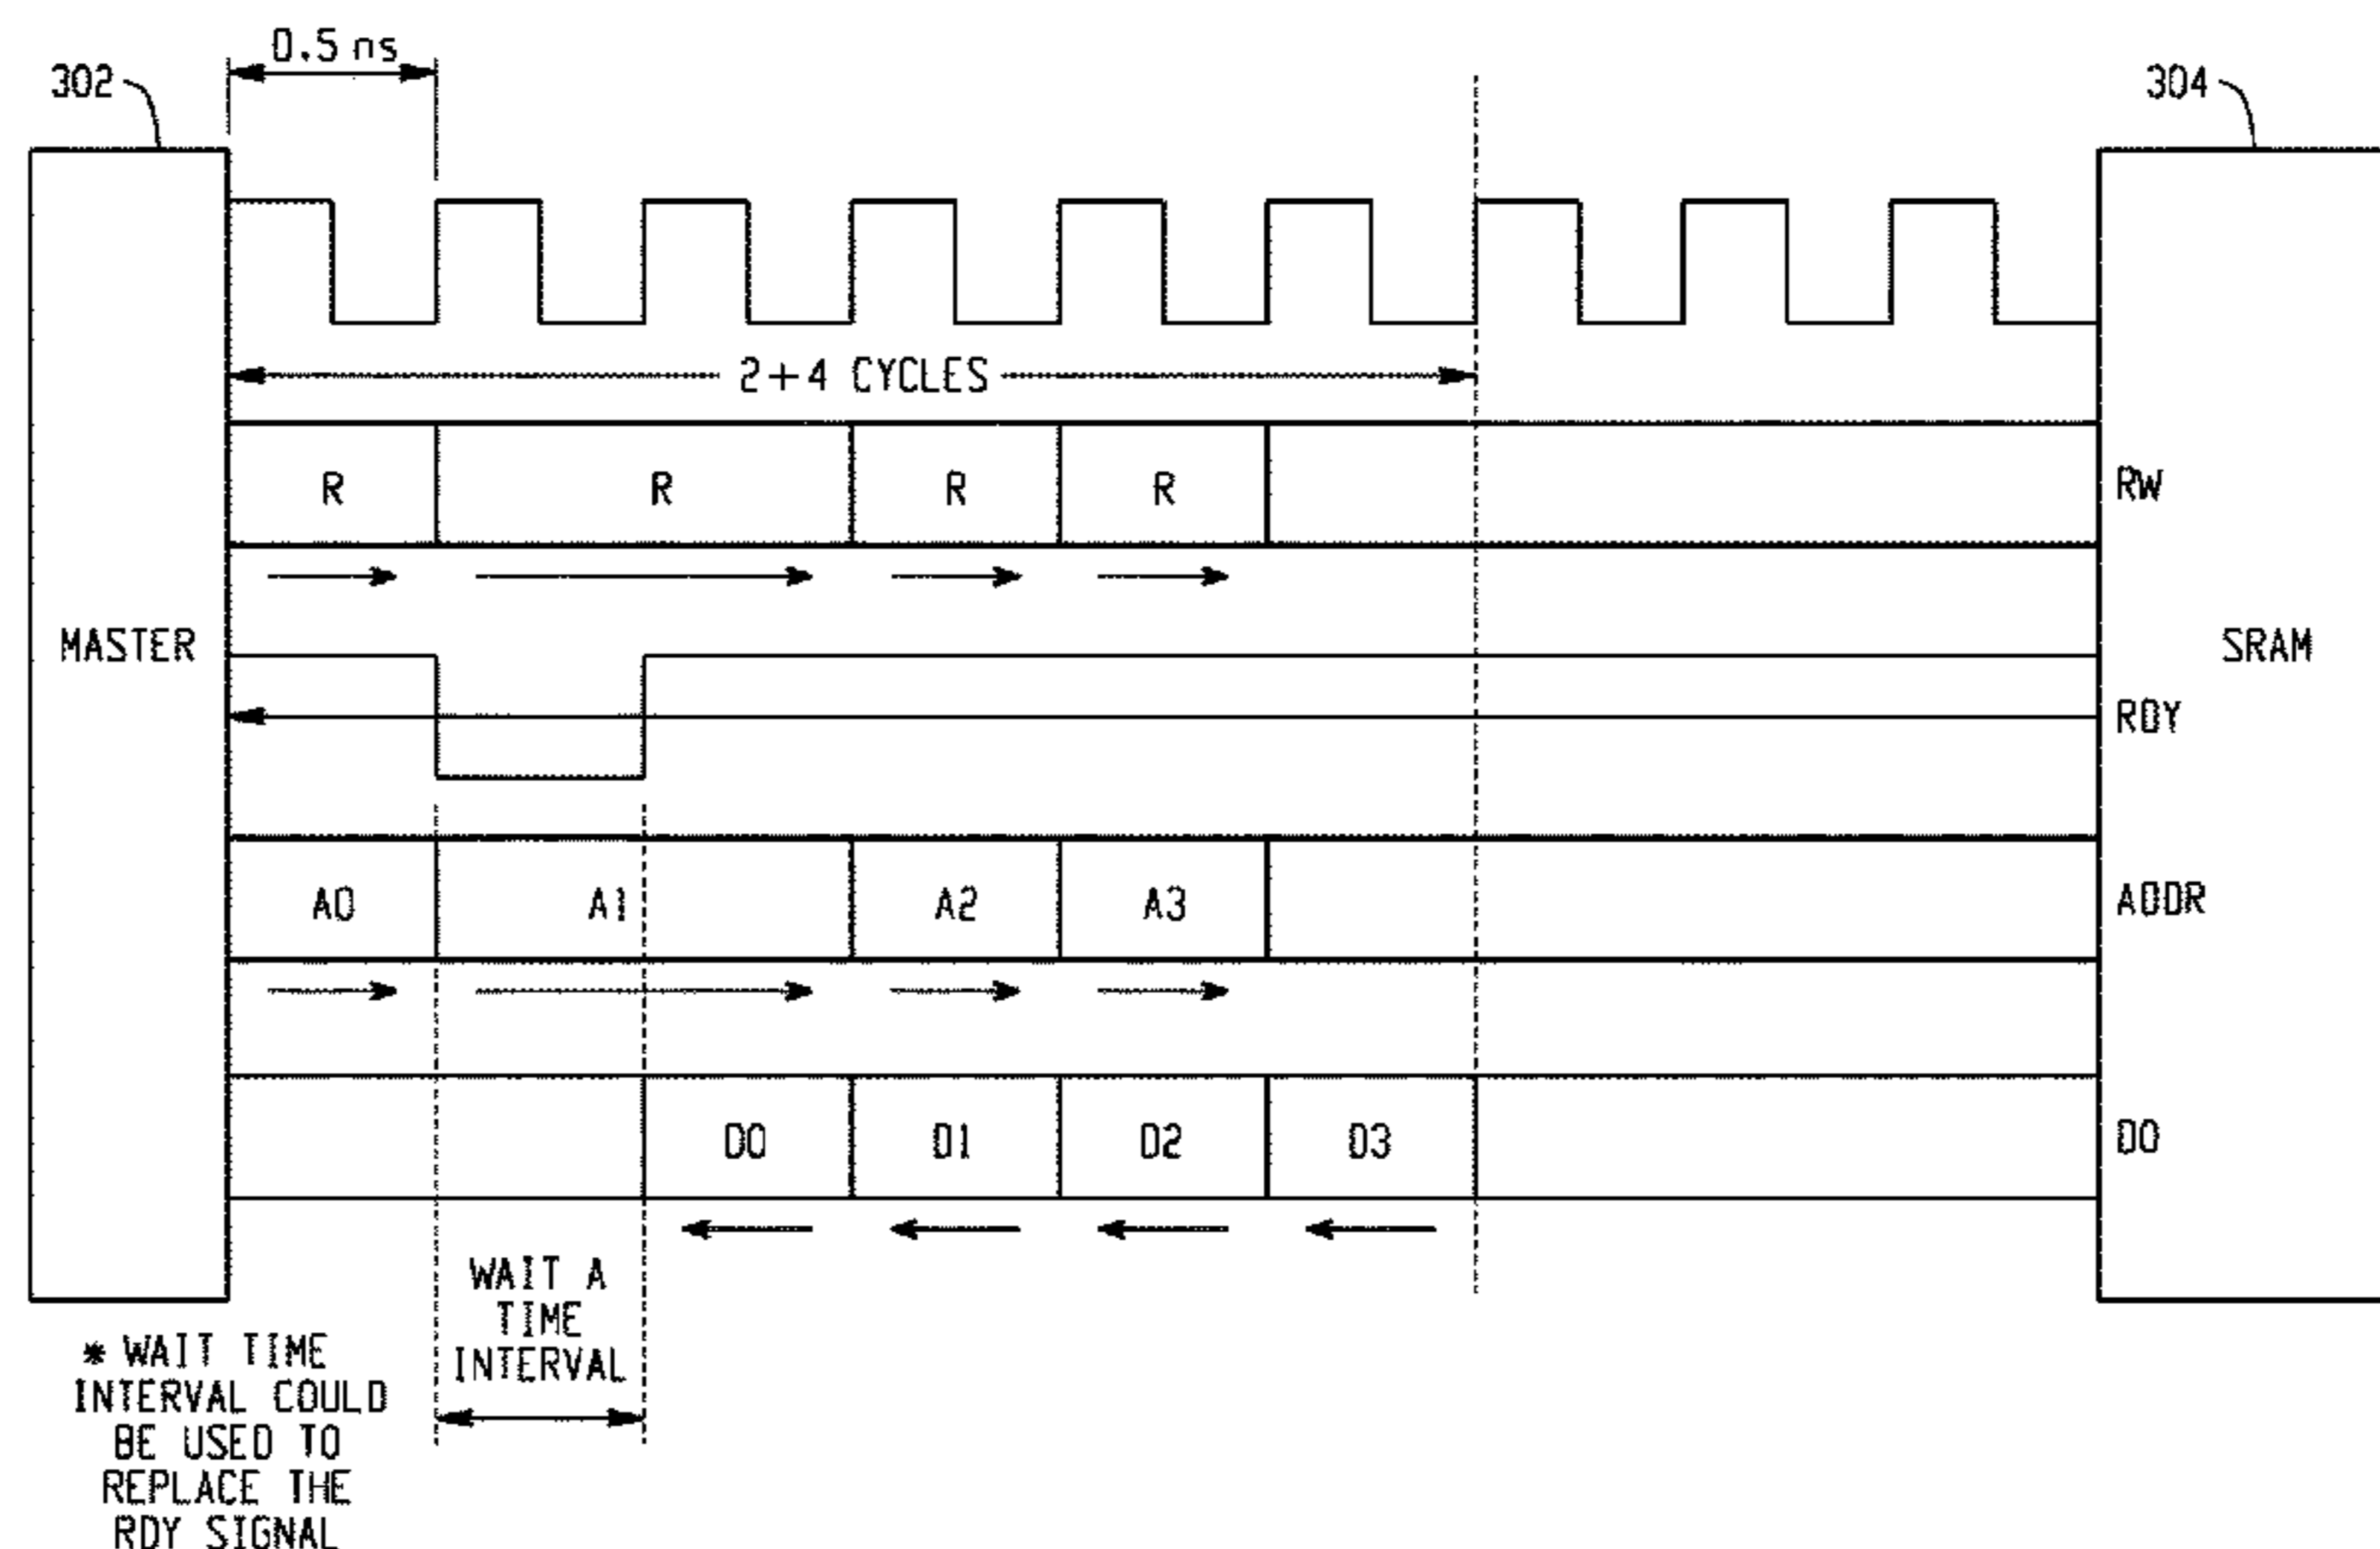 0.5 ns
302
304
2+4 CYCLES
R R R R
RW
MASTER
SRAM
RDY
A0 A1 A2 A3
ADDR
D0 D1 D2 D3
DO
WAIT A
TIME
INTERVAL
* WAIT TIME
INTERVAL COULD
BE USED TO
REPLACE THE
RDY SIGNAL